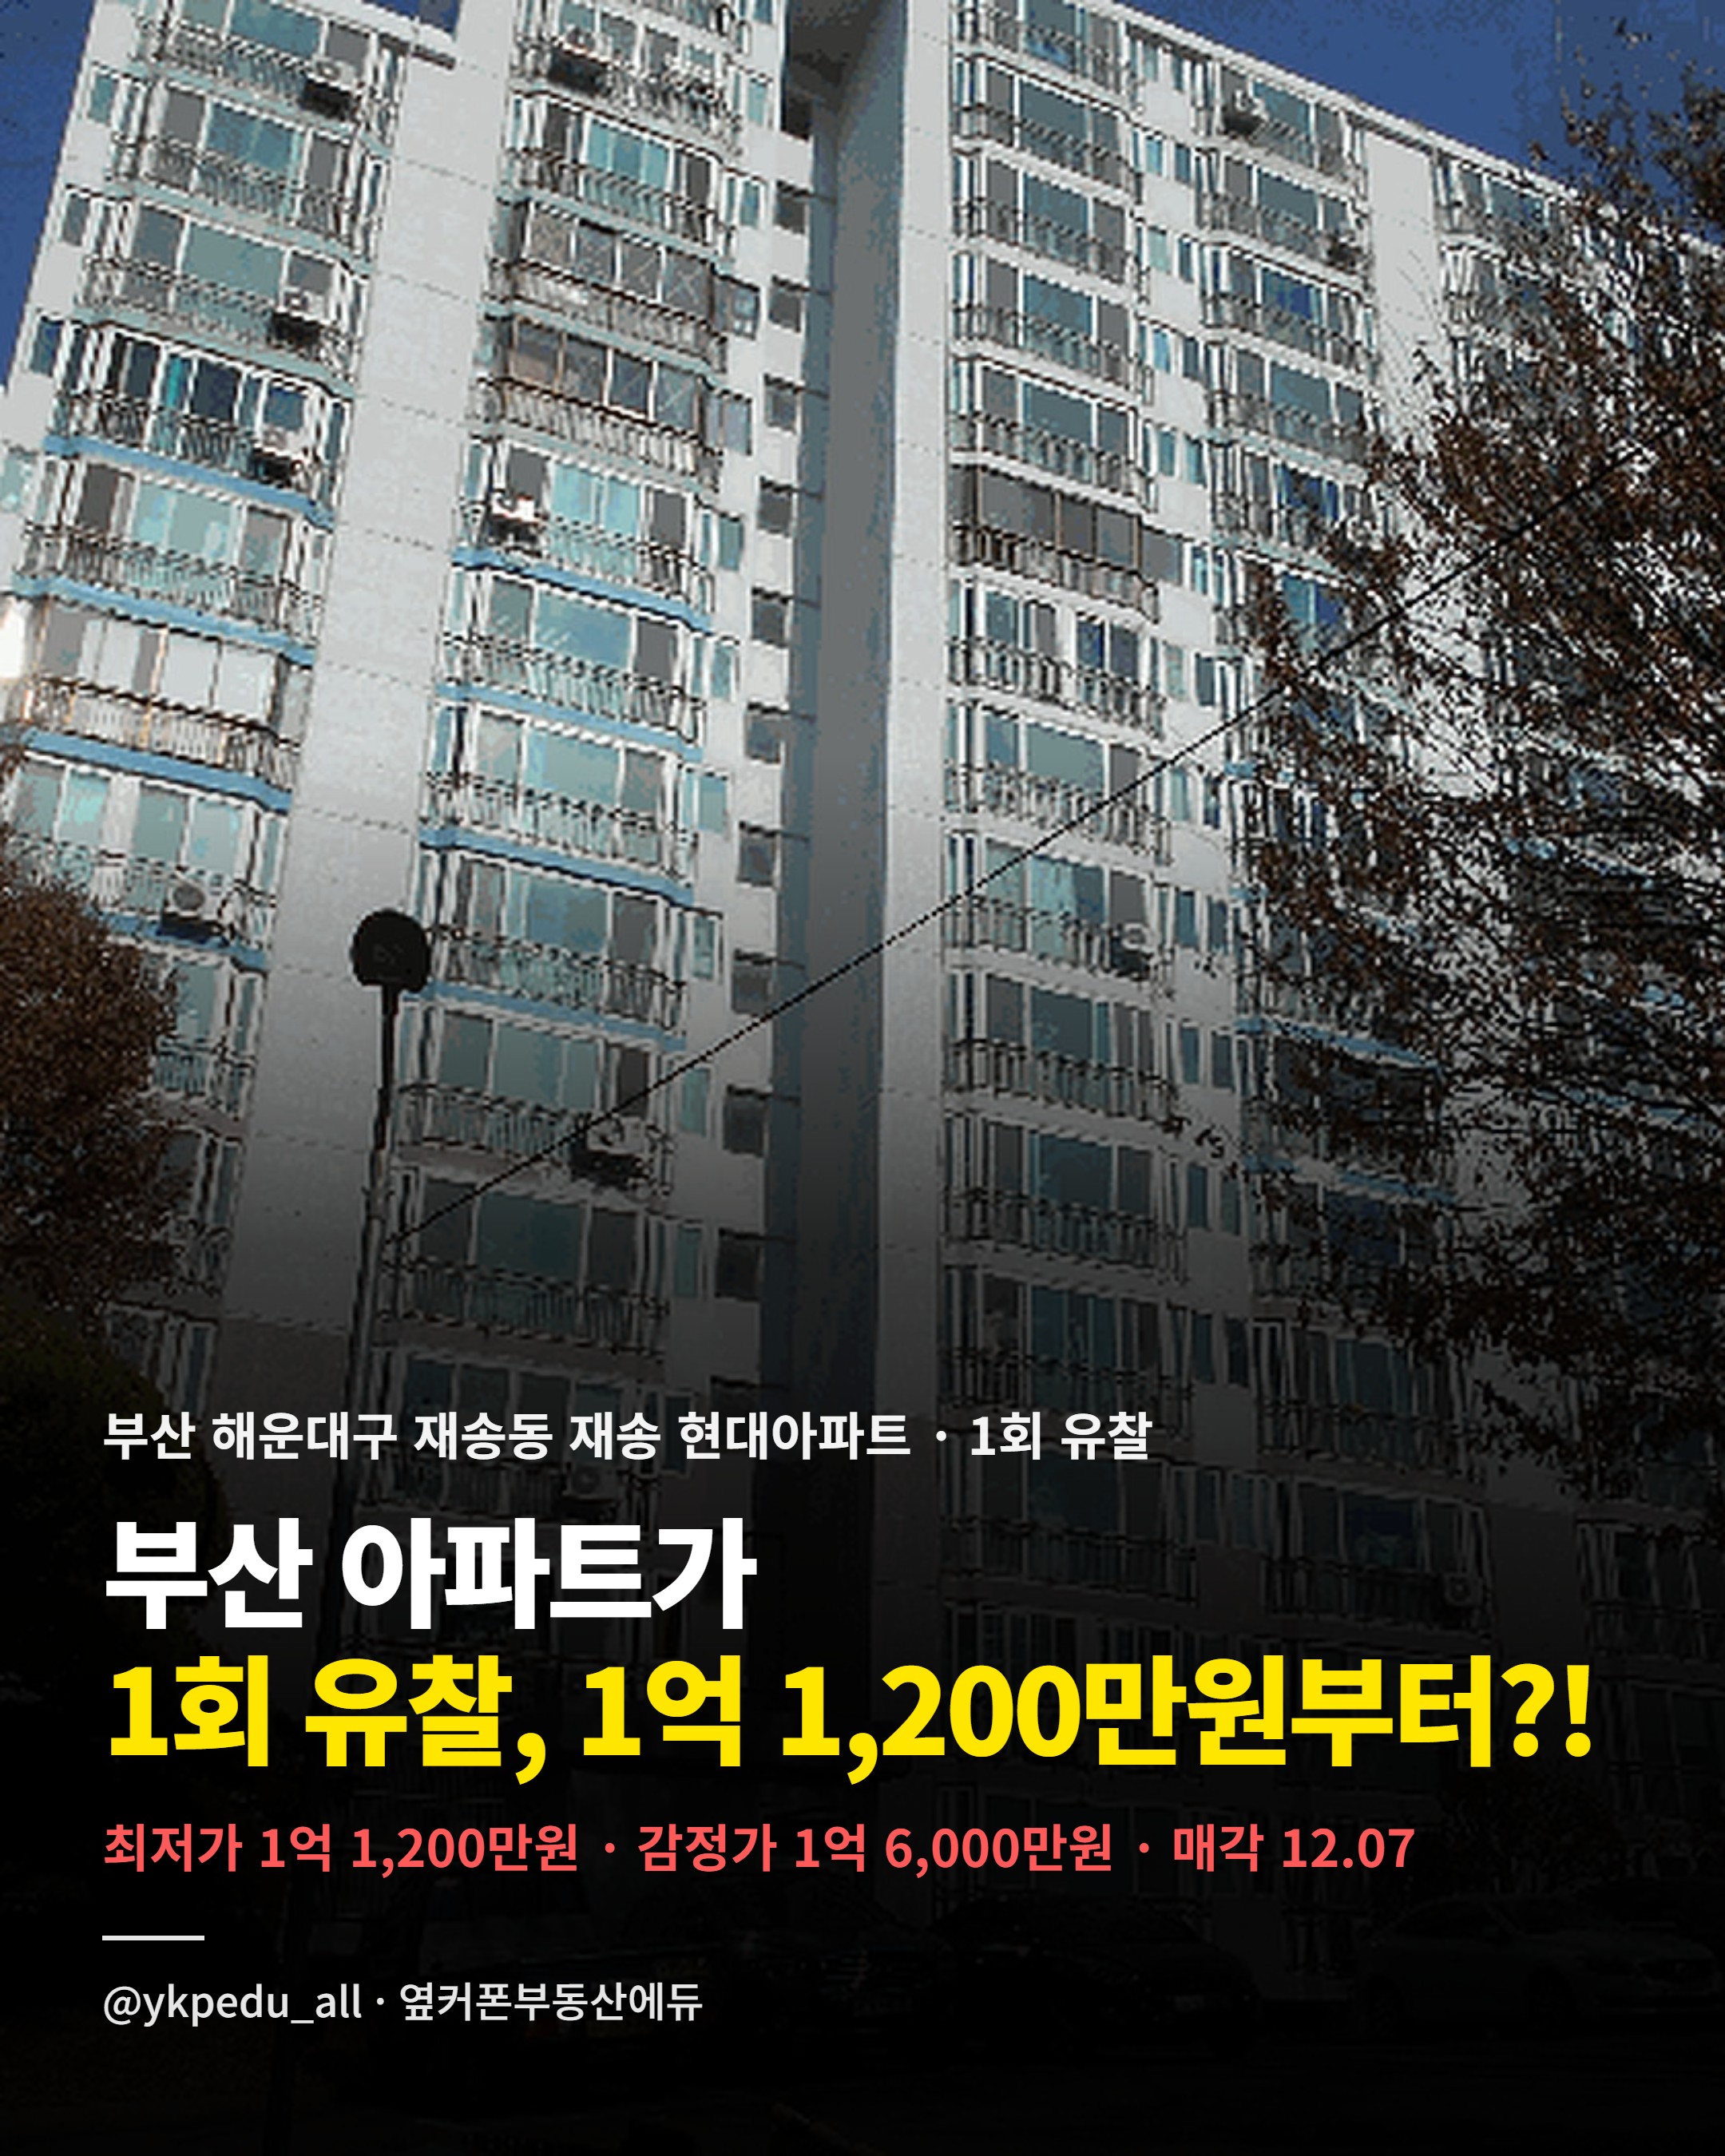 부산 해운대구 재송동 재송 현대아파트 · 1회 유찰
부산 아파트가
1회 유찰, 1억 1,200만원부터?!
최저가 1억 1,200만원 · 감정가 1억 6,000만원 · 매각 12.07
@ykpedu_all · 옆커폰부동산에듀